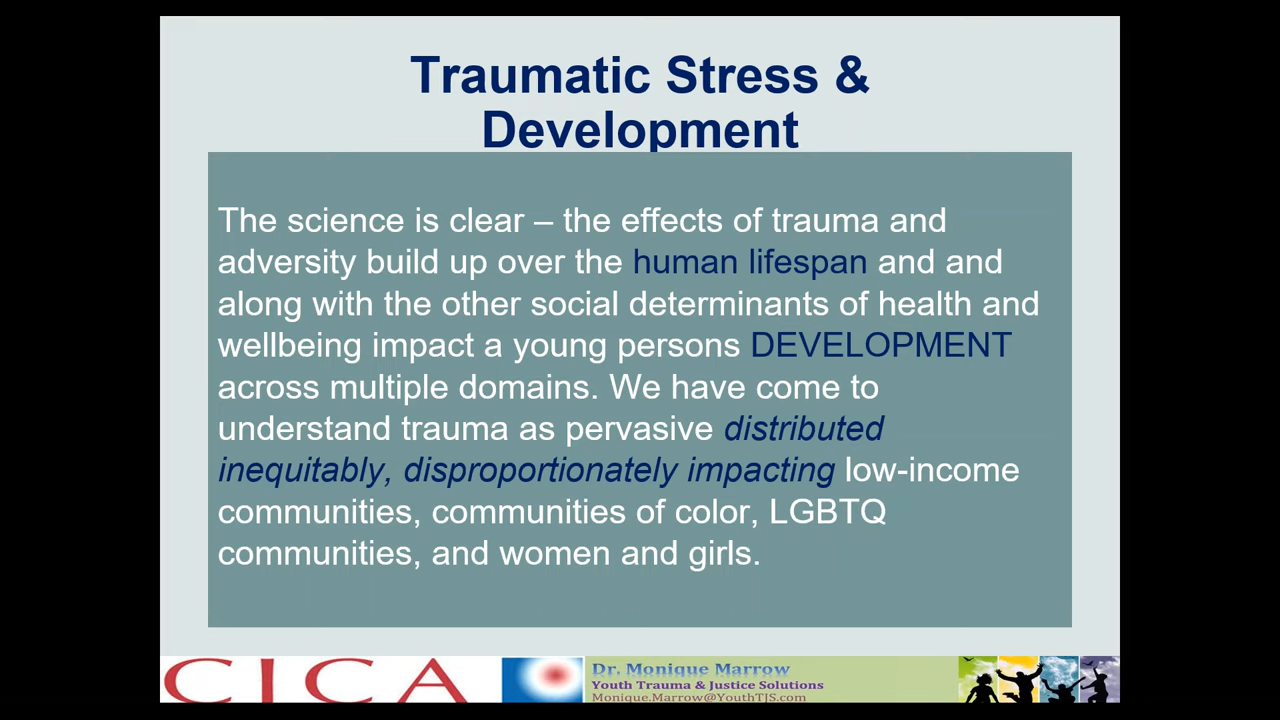 Traumatic Stress &
Development
The science is clear – the effects of trauma and
adversity build up over the human lifespan and and
along with the other social determinants of health and
wellbeing impact a young persons DEVELOPMENT
across multiple domains. We have come to
understand trauma as pervasive distributed
inequitably, disproportionately impacting low-income
communities, communities of color, LGBTQ
communities, and women and girls.
CICA
Dr. Monique Marrow
Youth Trauma & Justice Solutions
Monique.Marrow@YouthTJS.com